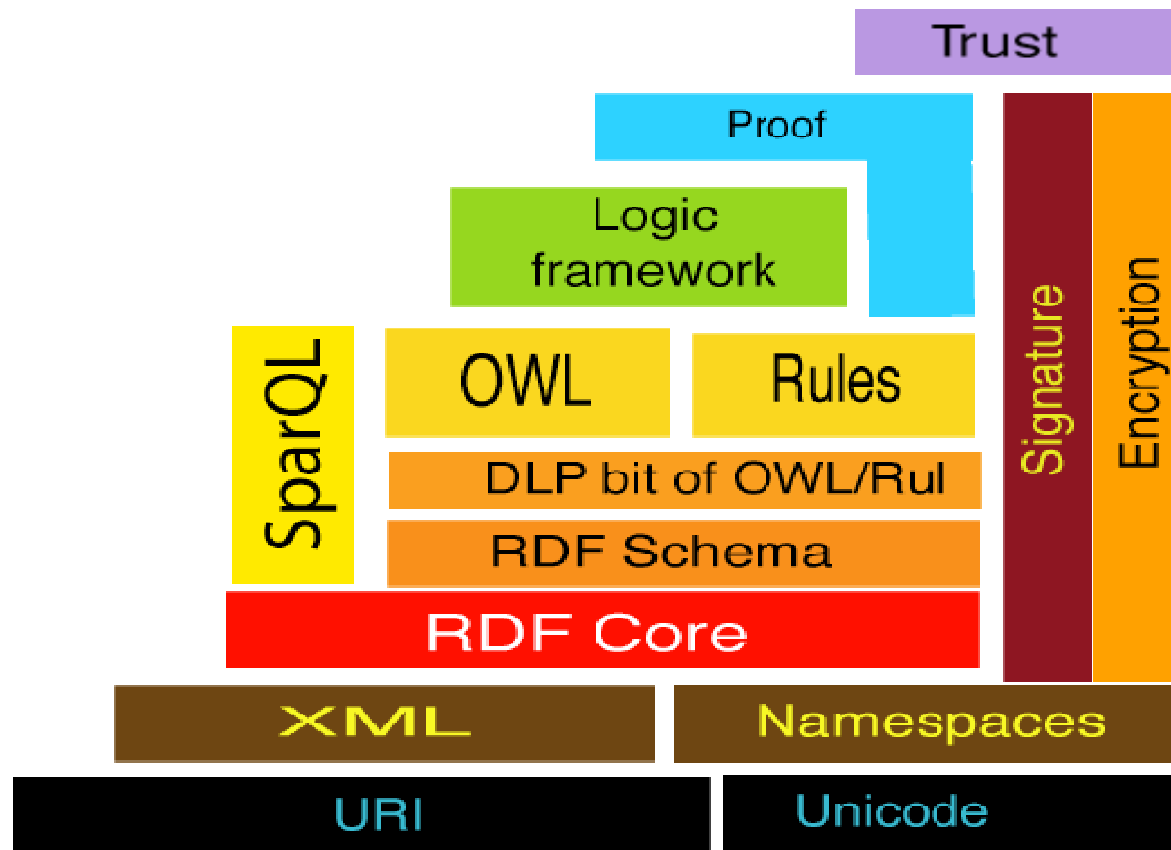 Trust
Proof
Logic
framework
SparQL
OWL
Rules
Signature
Encryption
DLP bit of OWL/Rul
RDF Schema
RDF Core
XML
Namespaces
URI
Unicode